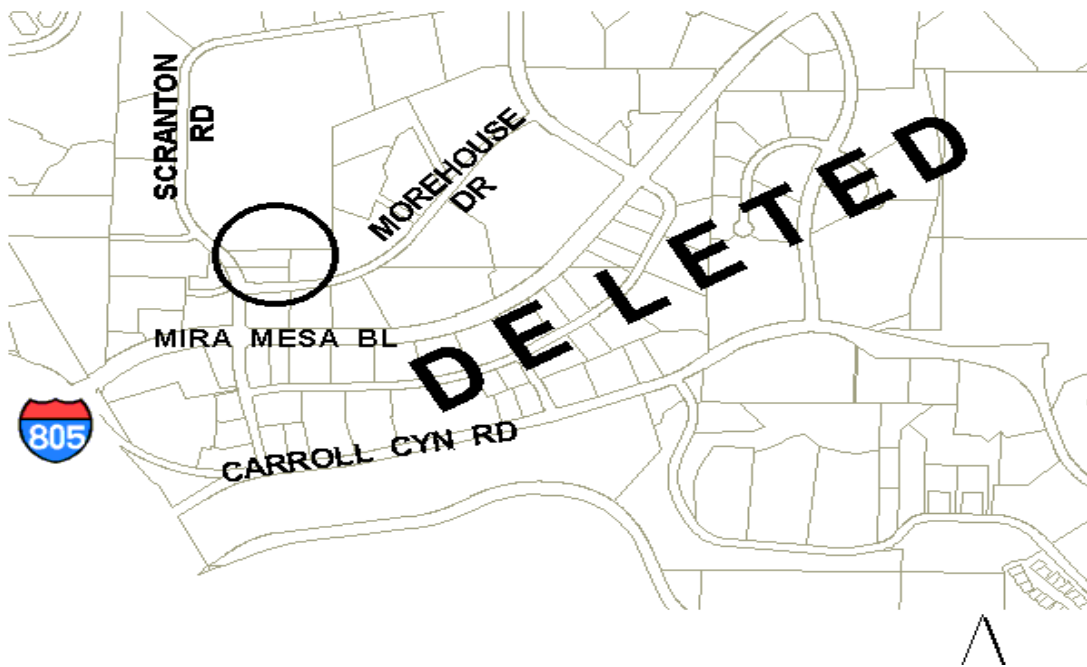 SCRANTON
RD
MOREHOUSE
DR
DELETED
MIRA MESA BL
805
CARROLL CYN RD